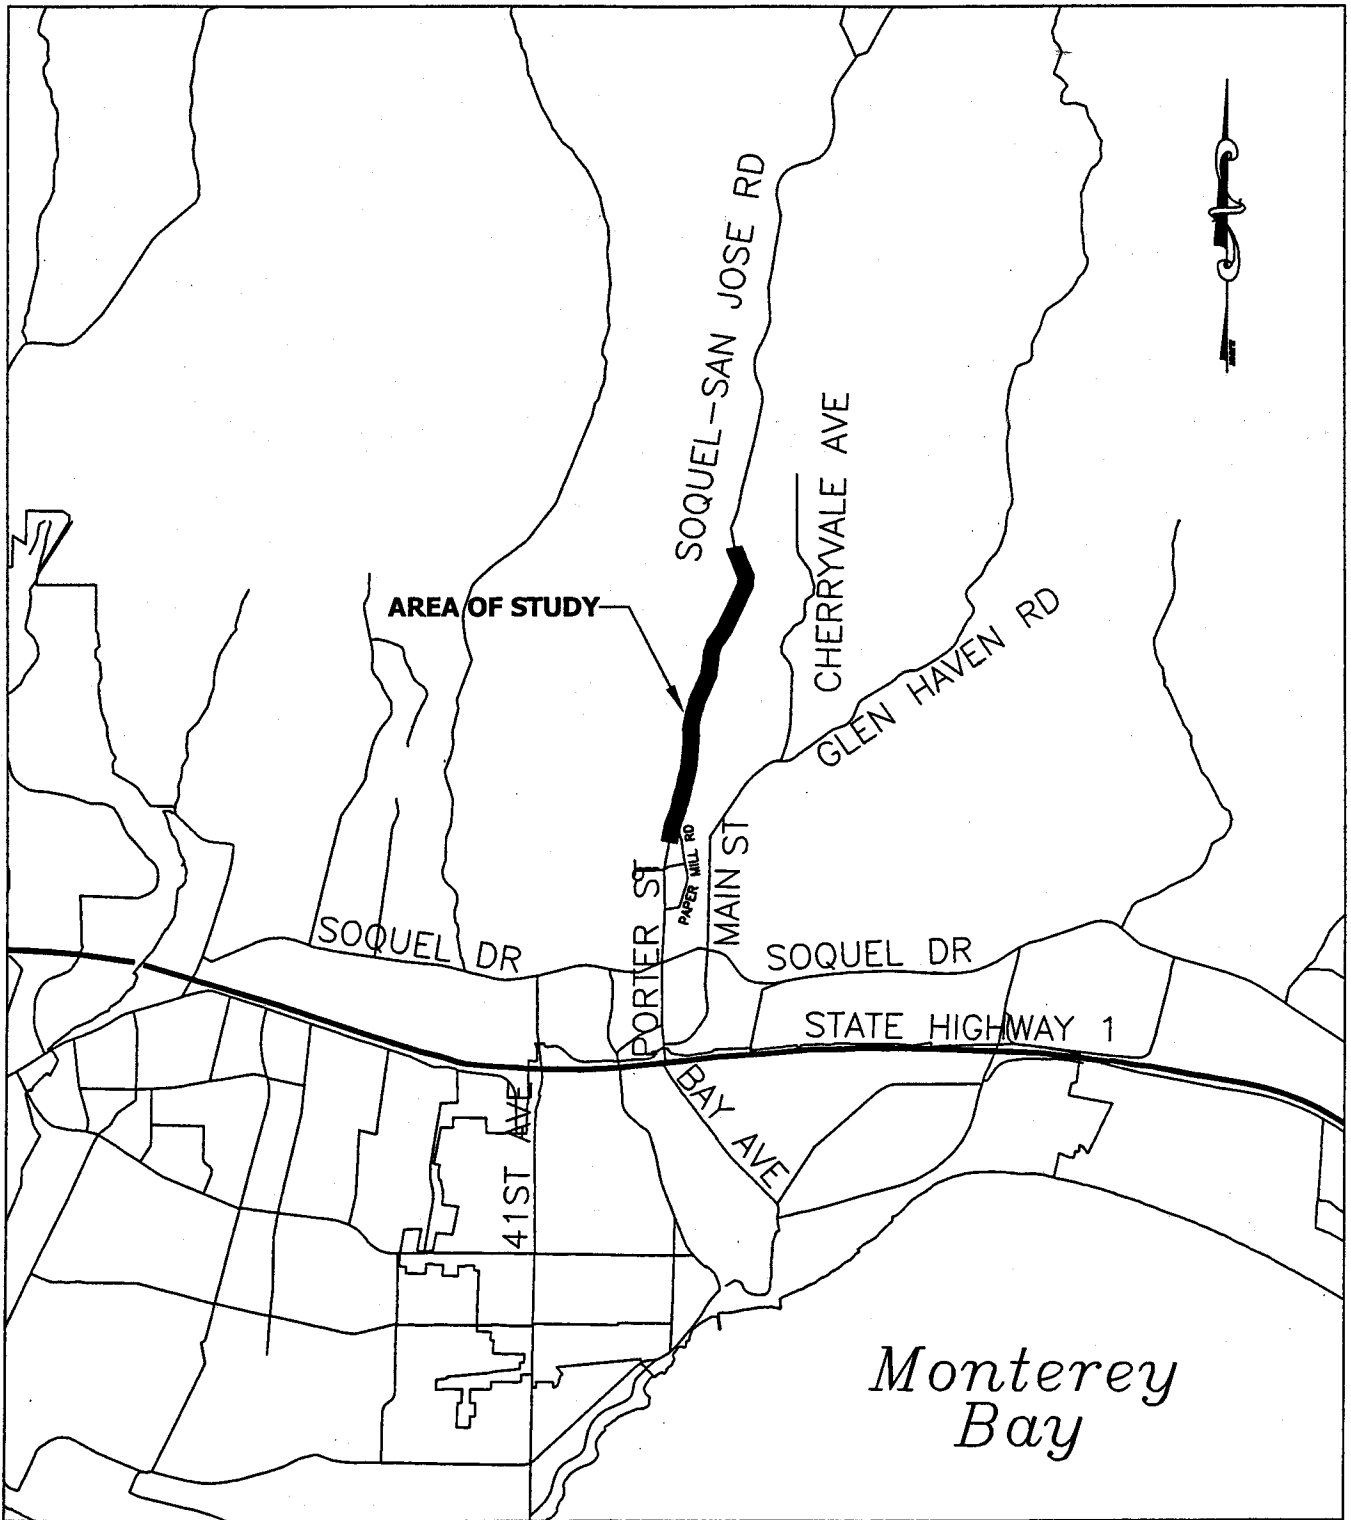 SOQUEL-SAN JOSE RD
CHERRYVALE AVE
AREA OF STUDY
GLEN HAVEN RD
PAPER MILL RD
MAIN ST
PORTER ST
SOQUEL DR
SOQUEL DR
STATE HIGHWAY 1
BAY AVE
41ST AVE
Monterey
Bay